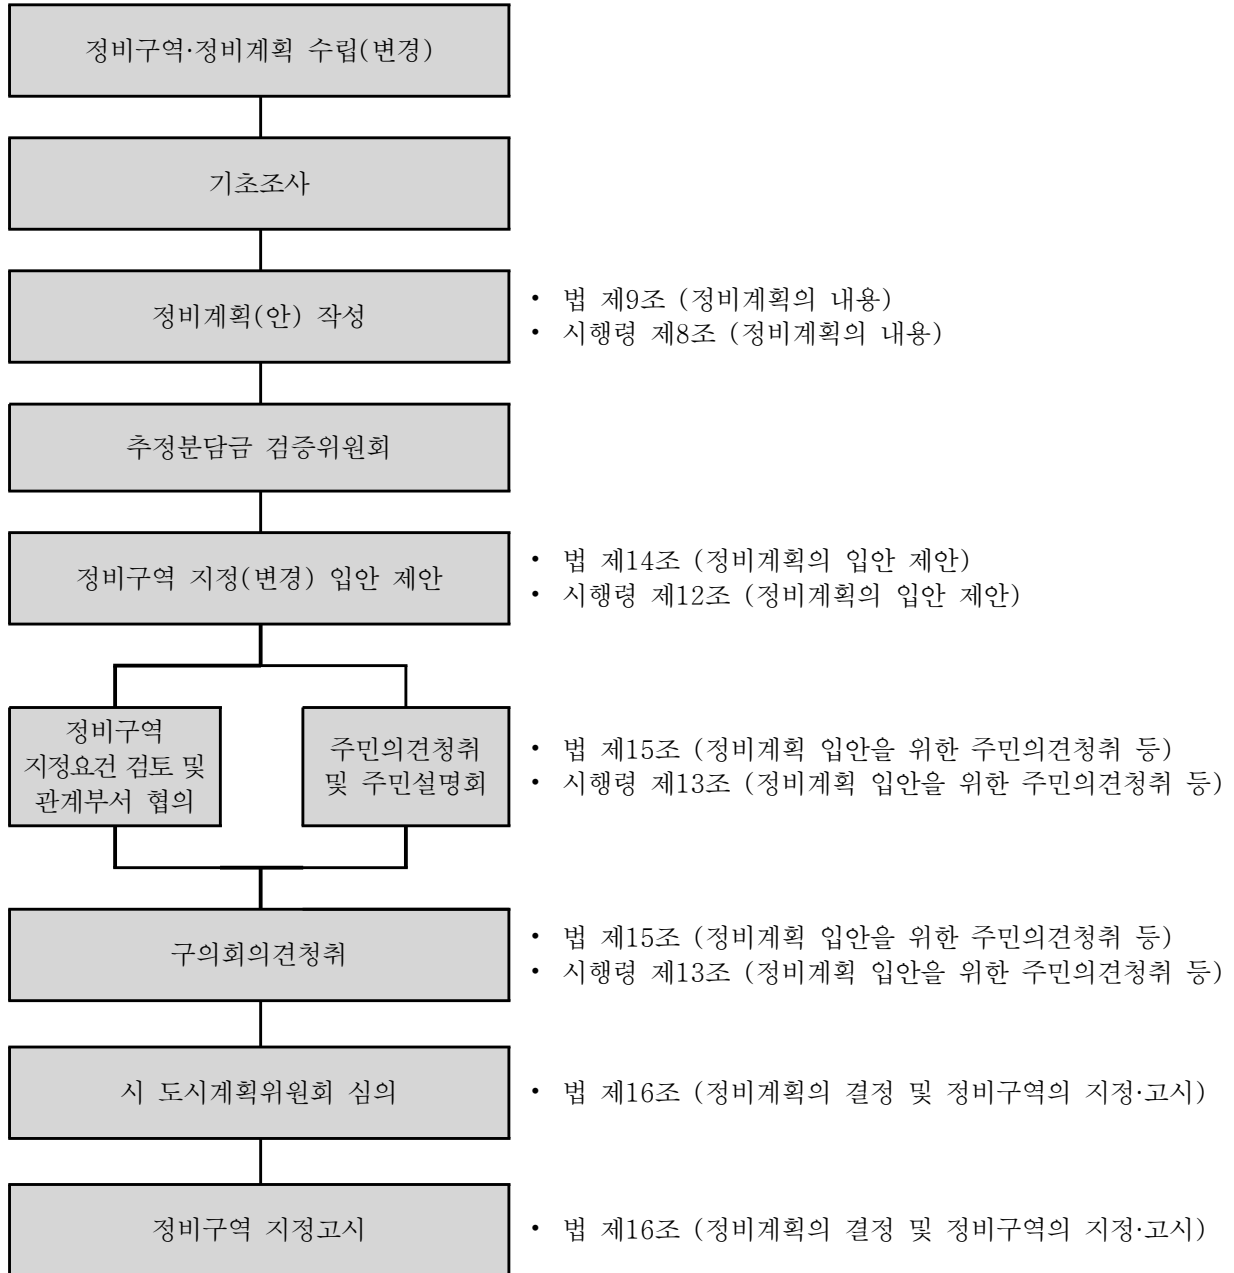 정비구역·정비계획 수립(변경)
기초조사
정비계획(안) 작성
• 법 제9조 (정비계획의 내용)
• 시행령 제8조 (정비계획의 내용)
추정분담금 검증위원회
정비구역 지정(변경) 입안 제안
• 법 제14조 (정비계획의 입안 제안)
• 시행령 제12조 (정비계획의 입안 제안)
정비구역
지정요건 검토 및
관계부서 협의
주민의견청취
및 주민설명회
• 법 제15조 (정비계획 입안을 위한 주민의견청취 등)
• 시행령 제13조 (정비계획 입안을 위한 주민의견청취 등)
구의회의견청취
• 법 제15조 (정비계획 입안을 위한 주민의견청취 등)
• 시행령 제13조 (정비계획 입안을 위한 주민의견청취 등)
시 도시계획위원회 심의
• 법 제16조 (정비계획의 결정 및 정비구역의 지정·고시)
정비구역 지정고시
• 법 제16조 (정비계획의 결정 및 정비구역의 지정·고시)